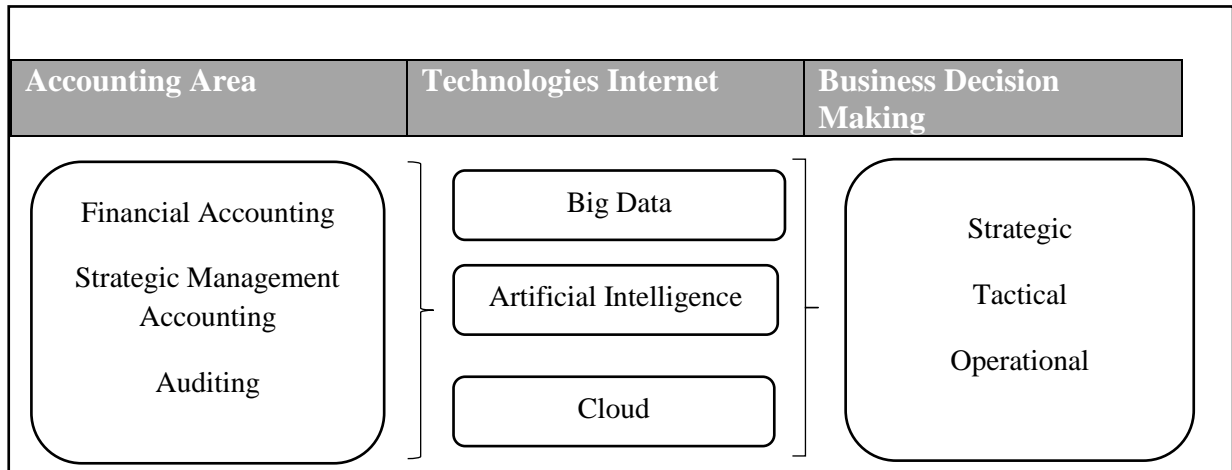 Accounting Area
Technologies Internet
Business Decision
Making
Financial Accounting
Strategic Management
Accounting
Auditing
Big Data
Artificial Intelligence
Cloud
Strategic
Tactical
Operational